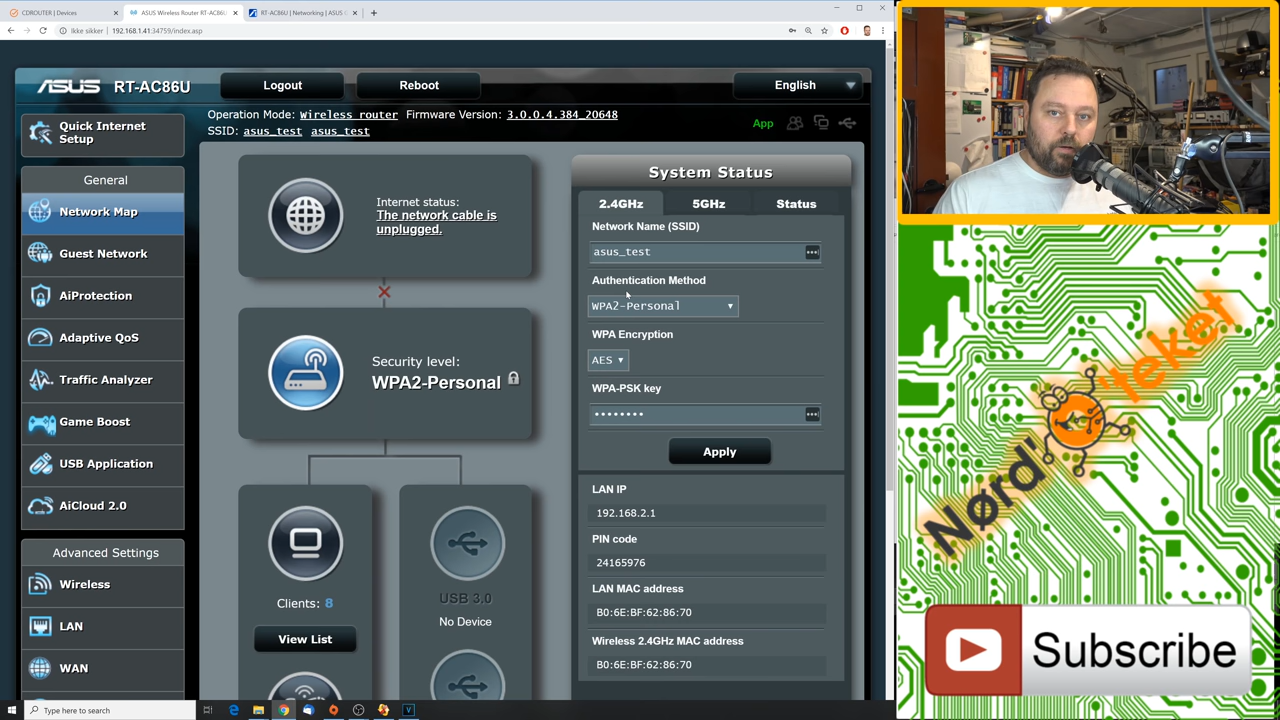 CDROUTER | Devices
ASUS Wireless Router RT-AC86U
RT-AC86U | Networking | ASUS
Ikke sikker
192.168.1.41:34759/index.asp
ASUS RT-AC86U
Logout
Reboot
English
Operation Mode: Wireless router Firmware Version: 3.0.0.4.384_20648
SSID: asus_test asus_test
App
Quick Internet
Setup
General
Network Map
Guest Network
AiProtection
Adaptive QoS
Traffic Analyzer
Game Boost
USB Application
AiCloud 2.0
Advanced Settings
Wireless
LAN
WAN
Internet status:
The network cable is
unplugged.
Security level:
WPA2-Personal
Clients: 8
View List
USB 3.0
No Device
System Status
2.4GHz
5GHz
Status
Network Name (SSID)
asus_test
Authentication Method
WPA2-Personal
WPA Encryption
AES
WPA-PSK key
••••••••
Apply
LAN IP
192.168.2.1
PIN code
24165976
LAN MAC address
B0:6E:BF:62:86:70
Wireless 2.4GHz MAC address
B0:6E:BF:62:86:70
Nørd'teket
Subscribe
Type here to search